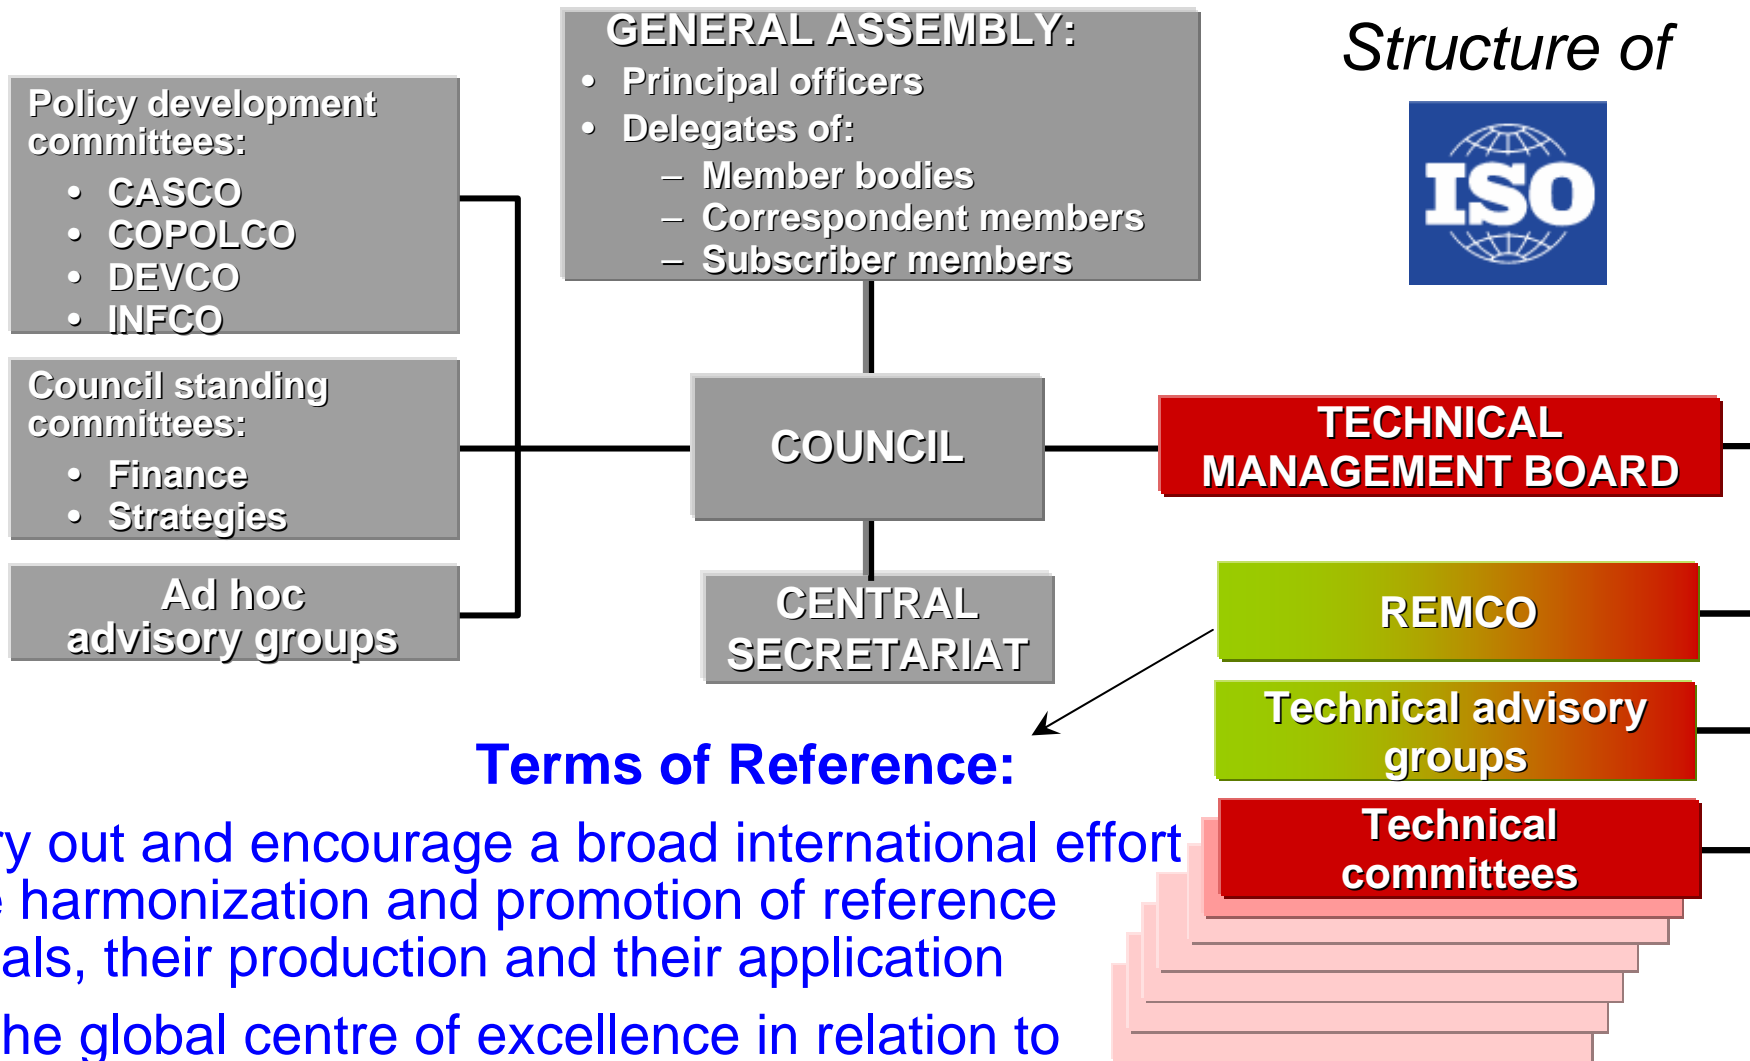 Structure of
ISO
GENERAL ASSEMBLY:
• Principal officers
• Delegates of:
– Member bodies
– Correspondent members
– Subscriber members
Policy development
committees:
• CASCO
• COPOLCO
• DEVCO
• INFCO
Council standing
committees:
• Finance
• Strategies
Ad hoc
advisory groups
COUNCIL
CENTRAL
SECRETARIAT
TECHNICAL
MANAGEMENT BOARD
REMCO
Technical advisory
groups
Technical
committees
Terms of Reference:
out and encourage a broad international effort
harmonization and promotion of reference
their production and their application
global centre of excellence in relation to